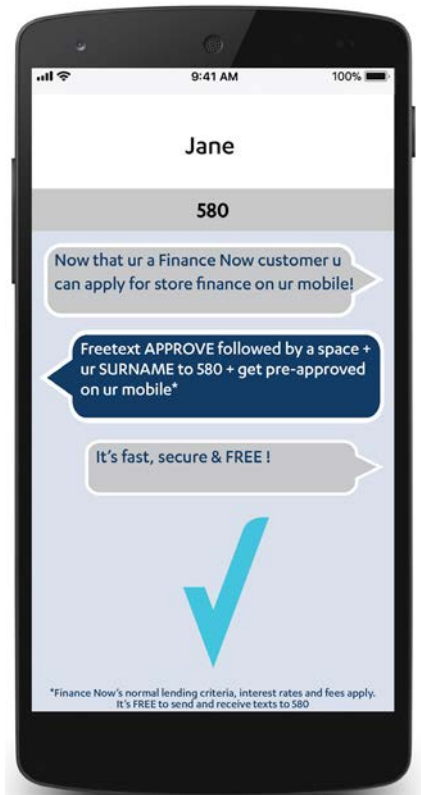 9:41 AM
100%
Jane
580
Now that ur a Finance Now customer u
can apply for store finance on ur mobile!
Freetext APPROVE followed by a space +
ur SURNAME to 580 + get pre-approved
on ur mobile*
It's fast, secure & FREE !
*Finance Now's normal lending criteria, interest rates and fees apply.
It's FREE to send and receive texts to 580